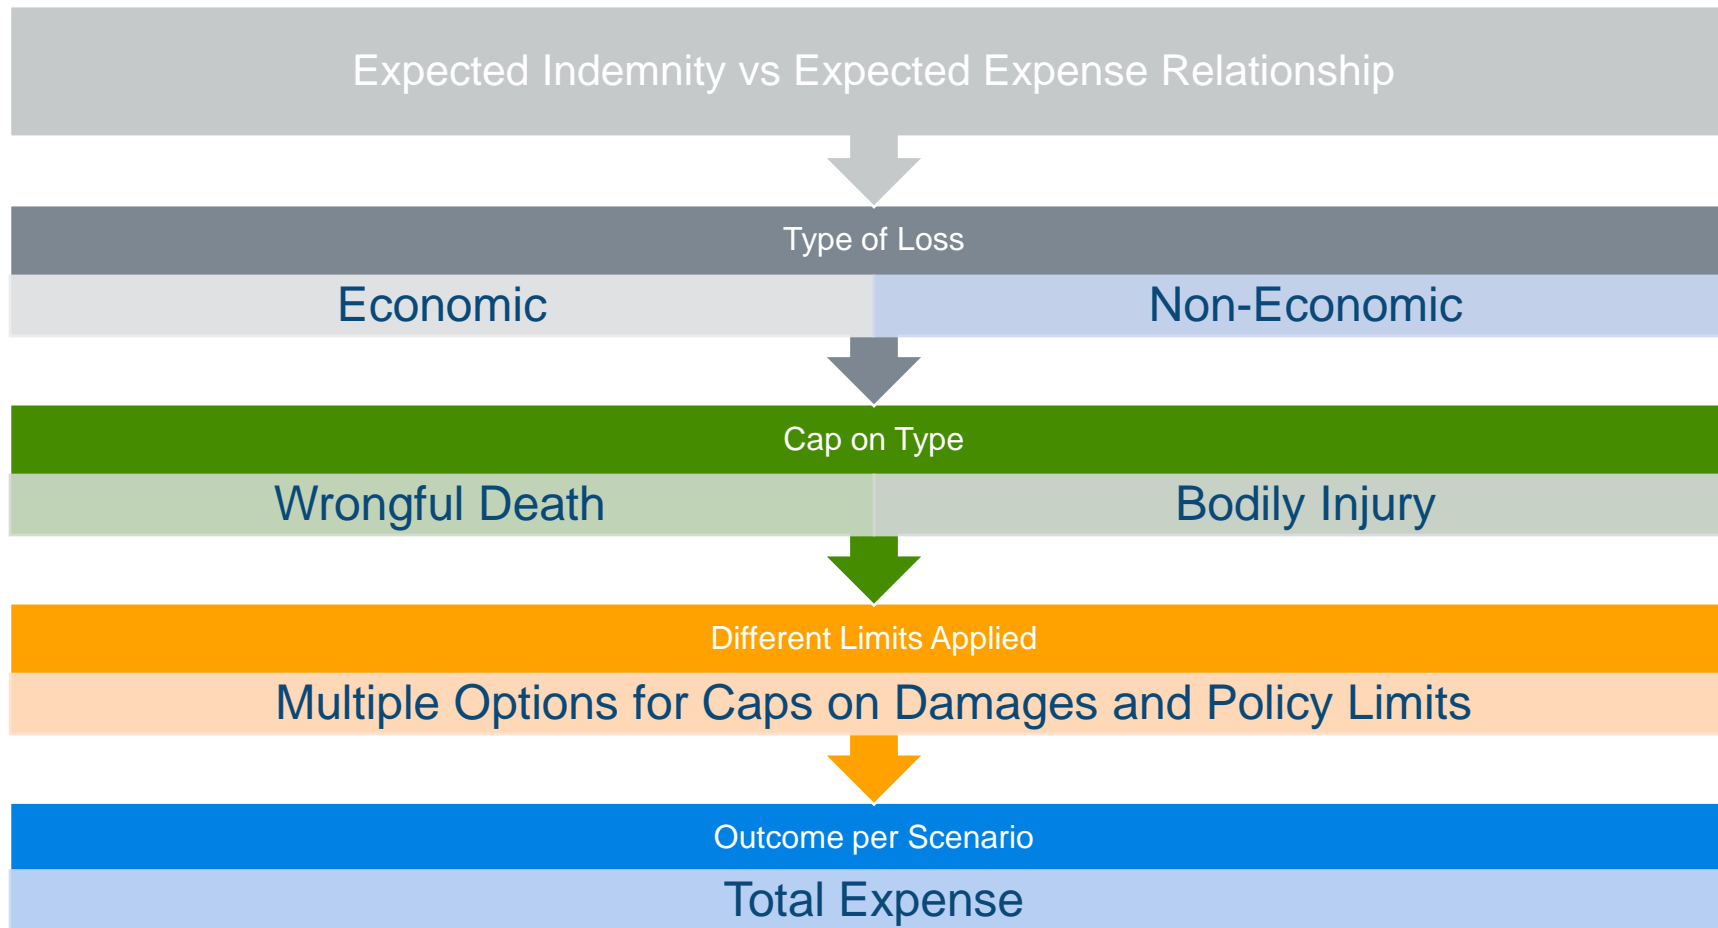 Expected Indemnity vs Expected Expense Relationship
Type of Loss
Economic
Non-Economic
Cap on Type
Wrongful Death
Bodily Injury
Different Limits Applied
Multiple Options for Caps on Damages and Policy Limits
Outcome per Scenario
Total Expense